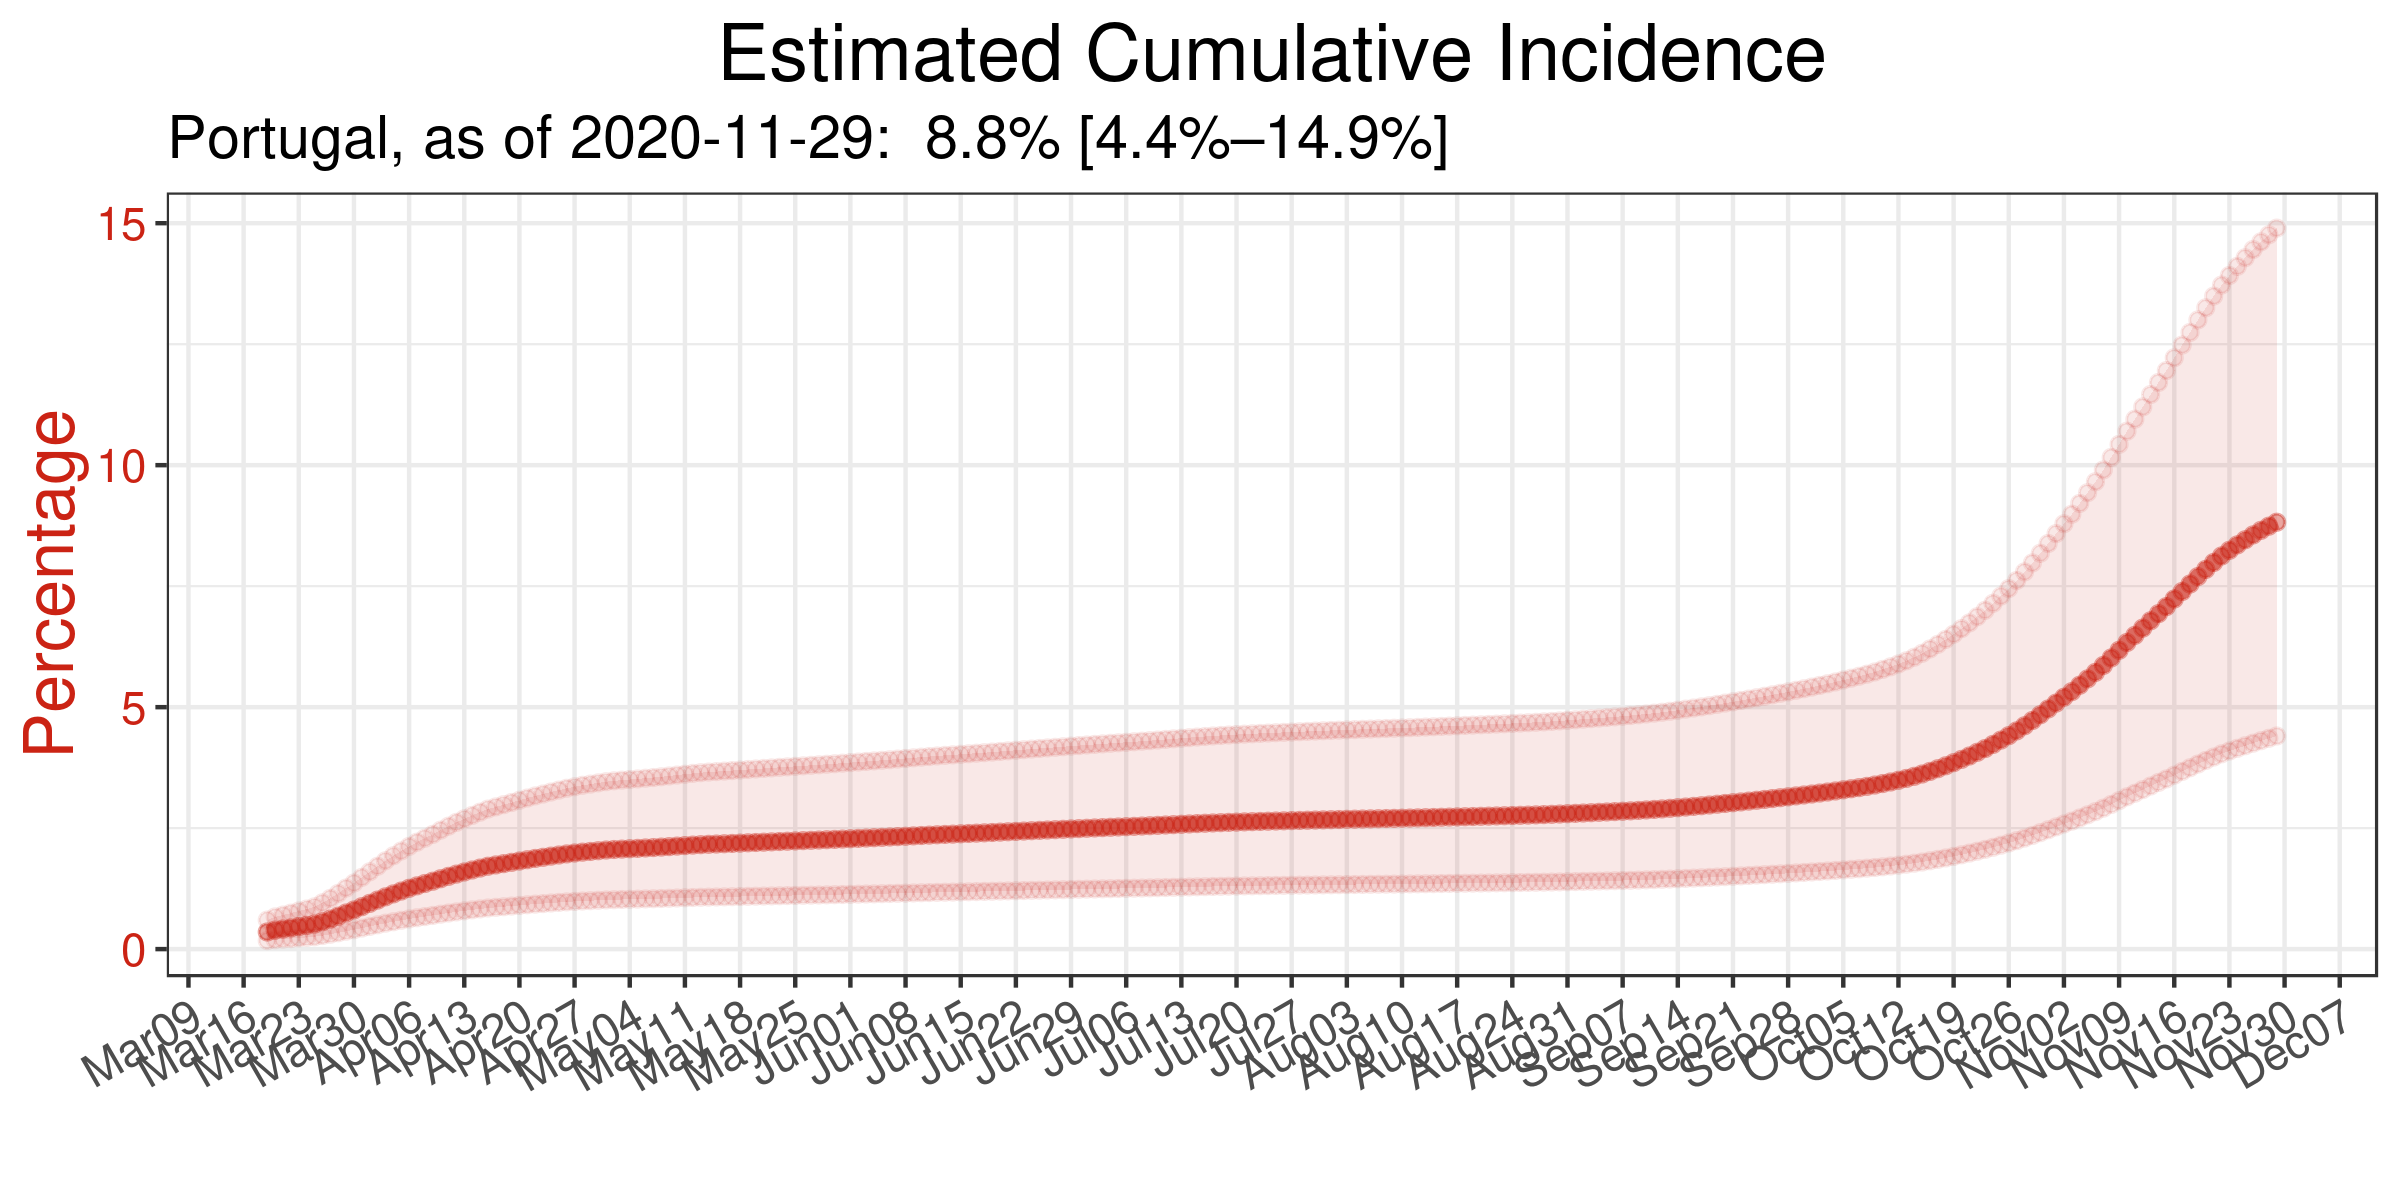 Estimated Cumulative Incidence
Portugal, as of 2020-11-29:  8.8% [4.4%–14.9%]
Percentage
15
10
5
0
Mar09
Mar16
Mar23
Mar30
Apr06
Apr13
Apr20
Apr27
May04
May11
May18
May25
Jun01
Jun08
Jun15
Jun22
Jun29
Jul06
Jul13
Jul20
Jul27
Aug03
Aug10
Aug17
Aug24
Aug31
Sep07
Sep14
Sep21
Sep28
Oct05
Oct12
Oct19
Oct26
Nov02
Nov09
Nov16
Nov23
Nov30
Dec07